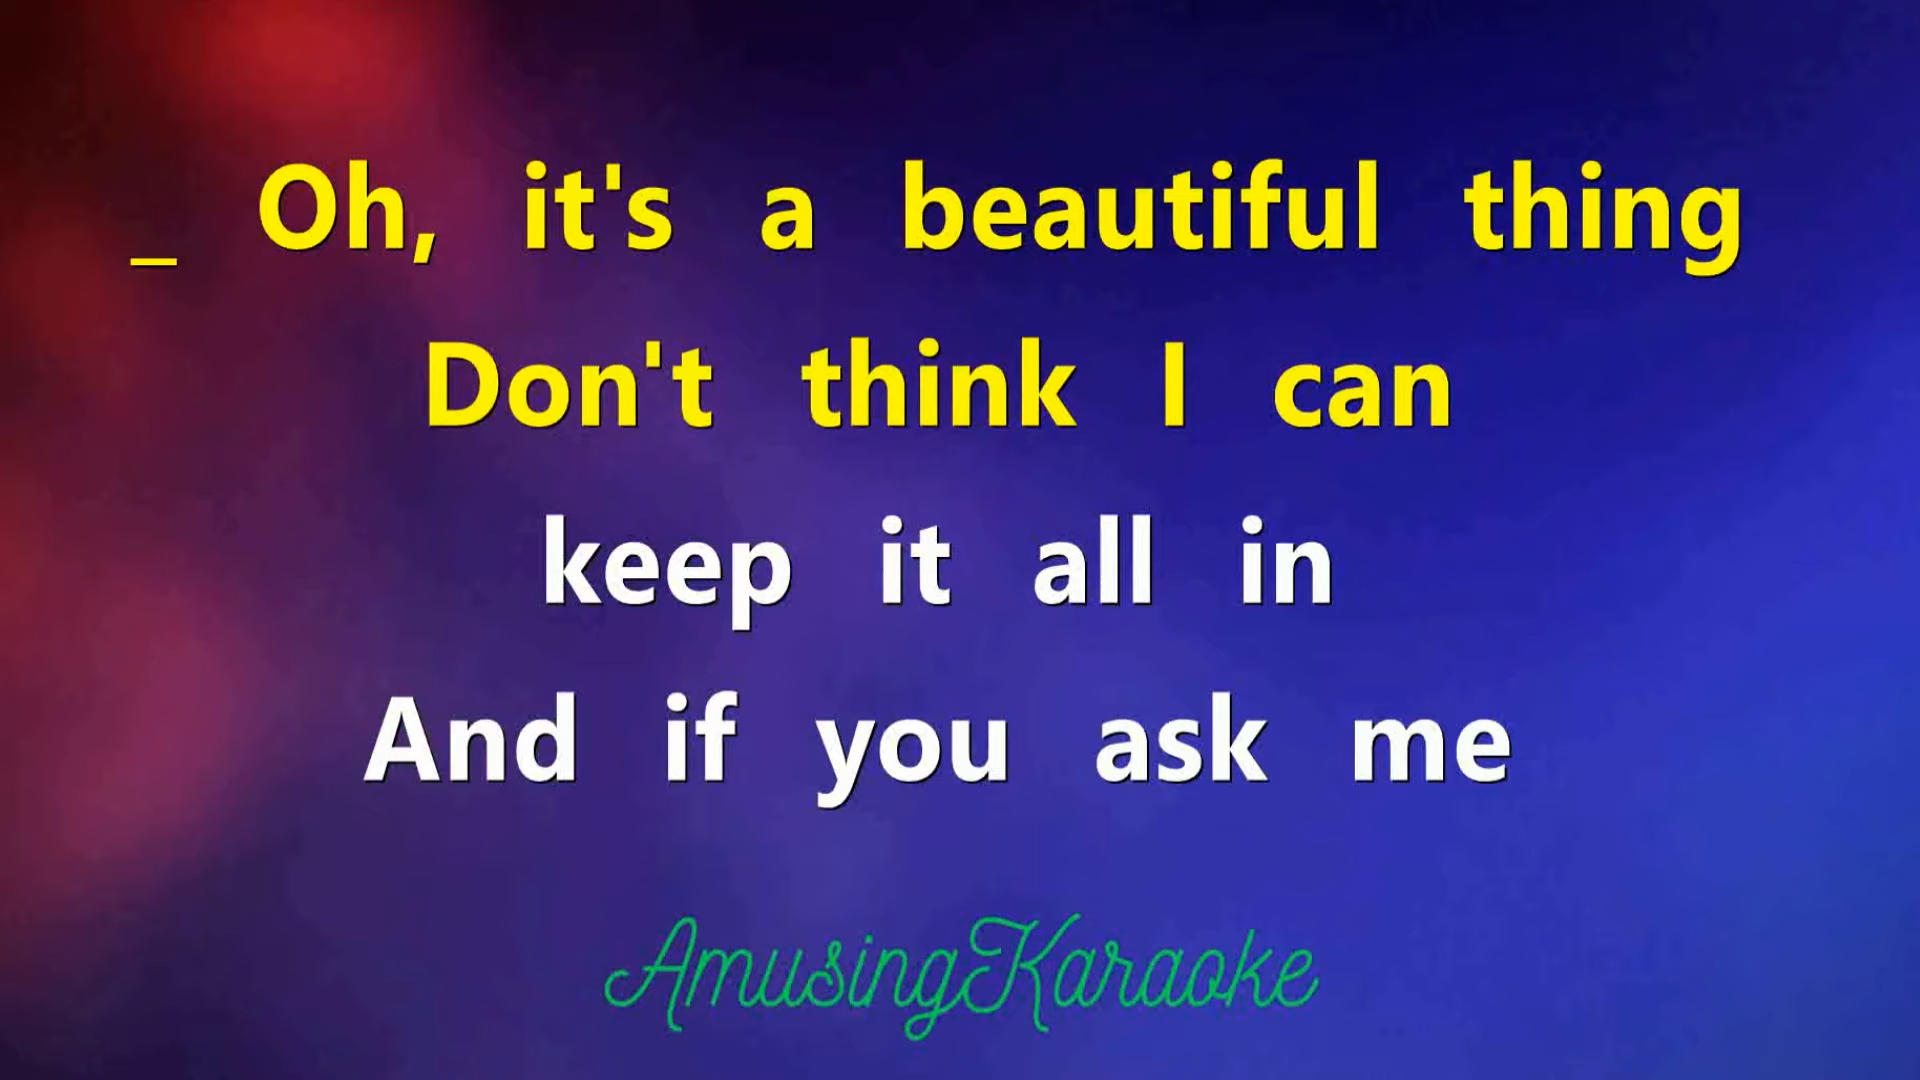 _ Oh, it's a beautiful thing
Don't think I can
keep it all in
And if you ask me
AmusingKaraoke